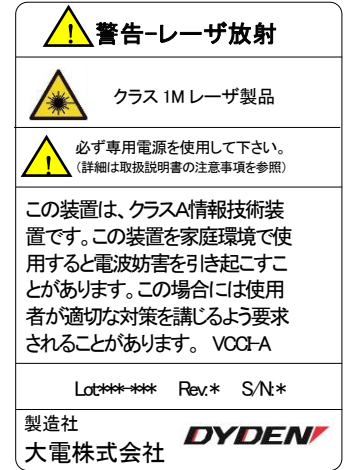 警告-レーザ放射
クラス 1M レーザ製品
必ず専用電源を使用して下さい。
(詳細は取扱説明書の注意事項を参照)
この装置は、クラスA情報技術装
置です。この装置を家庭環境で使
用すると電波妨害を引き起こすこ
とがあります。この場合には使用
者が適切な対策を講じるよう要求
されることがあります。 VCCI-A
Lot:***-*** Rev.:* S/N:*
製造社
大電株式会社 DYDEN